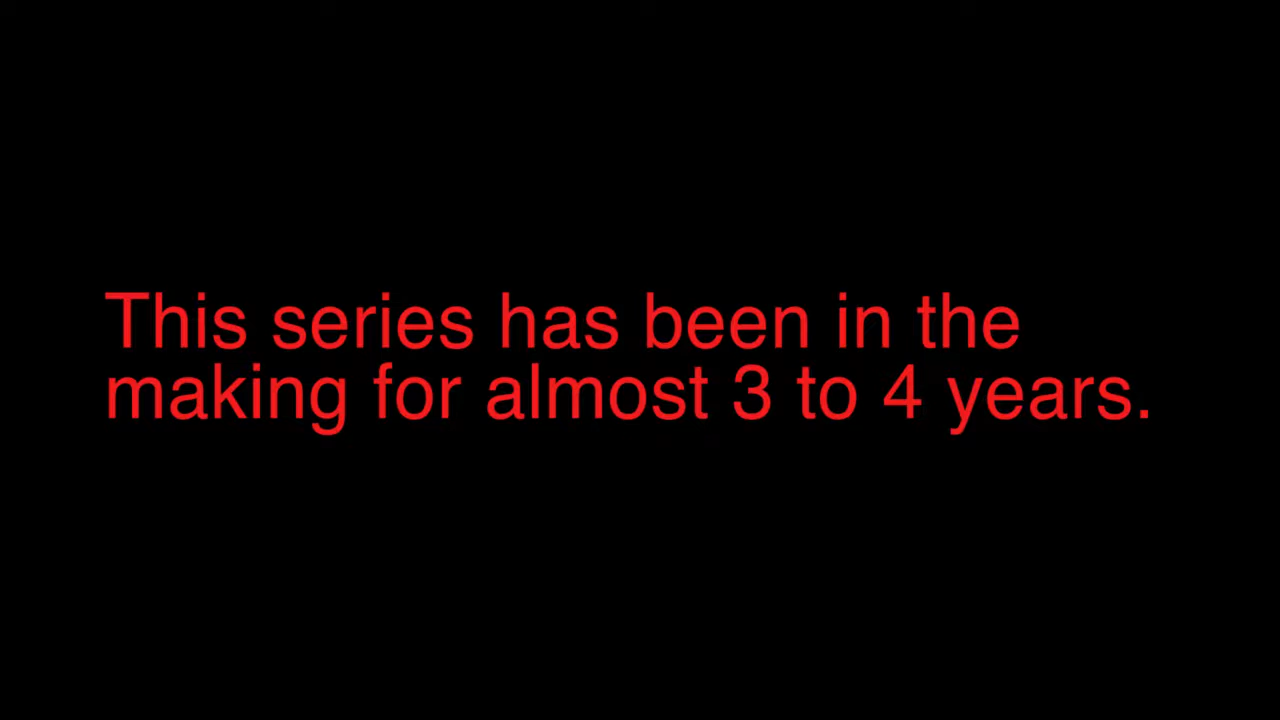 This series has been in the
making for almost 3 to 4 years.